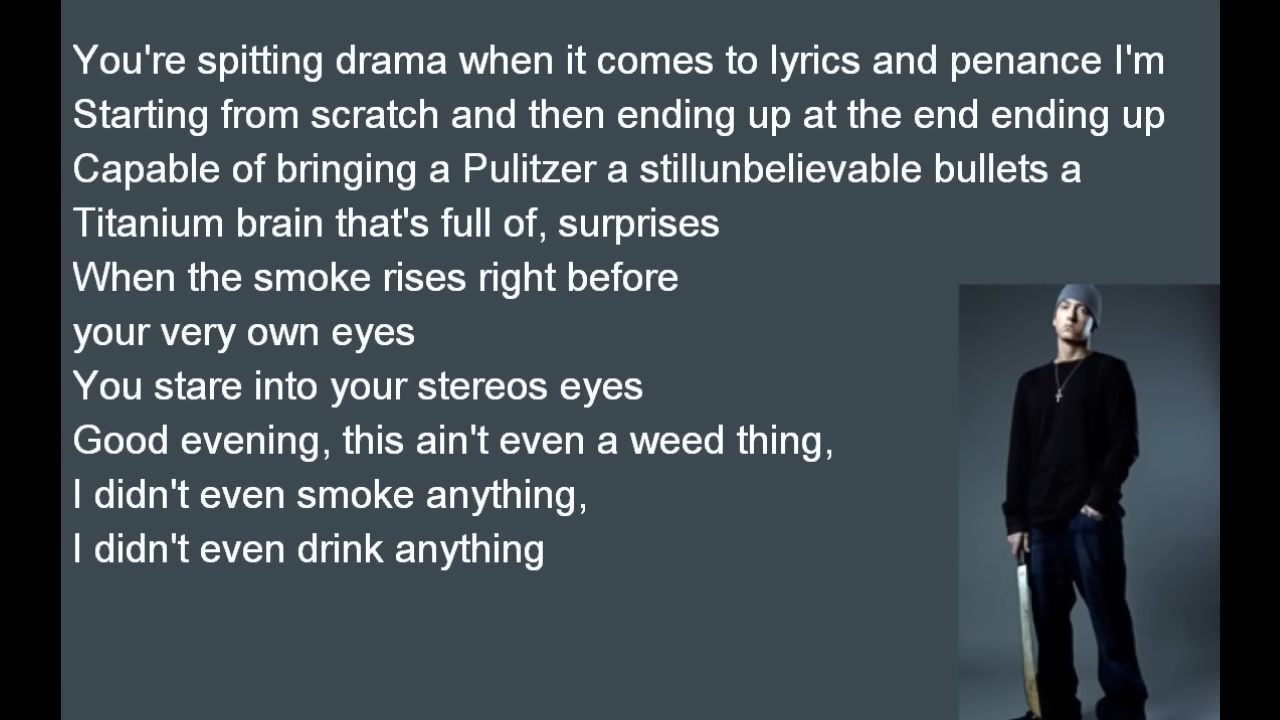 You're spitting drama when it comes to lyrics and penance I'm
Starting from scratch and then ending up at the end ending up
Capable of bringing a Pulitzer a stillunbelievable bullets a
Titanium brain that's full of, surprises
When the smoke rises right before
your very own eyes
You stare into your stereos eyes
Good evening, this ain't even a weed thing,
I didn't even smoke anything,
I didn't even drink anything